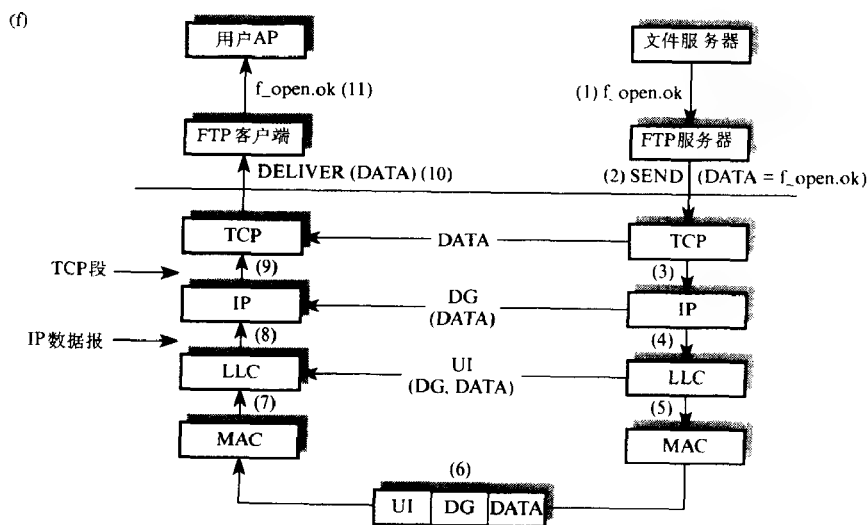 (f)
用户AP
文件服务器
f_open.ok (11)
(1) f_open.ok
FTP客户端
FTP服务器
DELIVER (DATA) (10)
(2) SEND (DATA = f_open.ok)
TCP
DATA
TCP
TCP段
(9)
(3)
IP
DG
(DATA)
IP
IP数据报
(8)
(4)
LLC
UI
(DG, DATA)
LLC
(7)
(5)
MAC
MAC
(6)
UI DG DATA